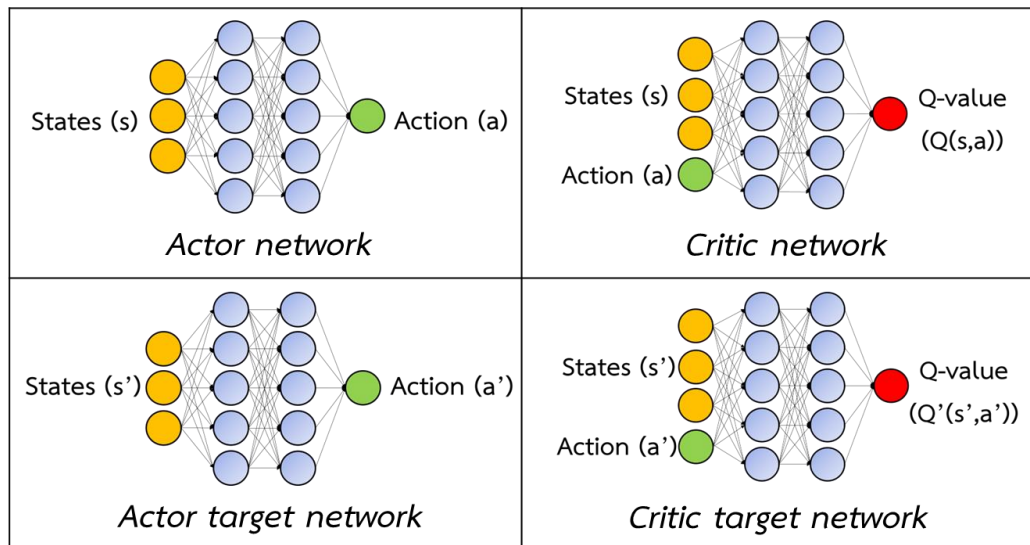 States (s)
Action (a)
Actor network
States (s)
Action (a)
Q-value
(Q(s,a))
Critic network
States (s’)
Action (a’)
Actor target network
States (s’)
Action (a’)
Q-value
(Q’(s’,a’))
Critic target network